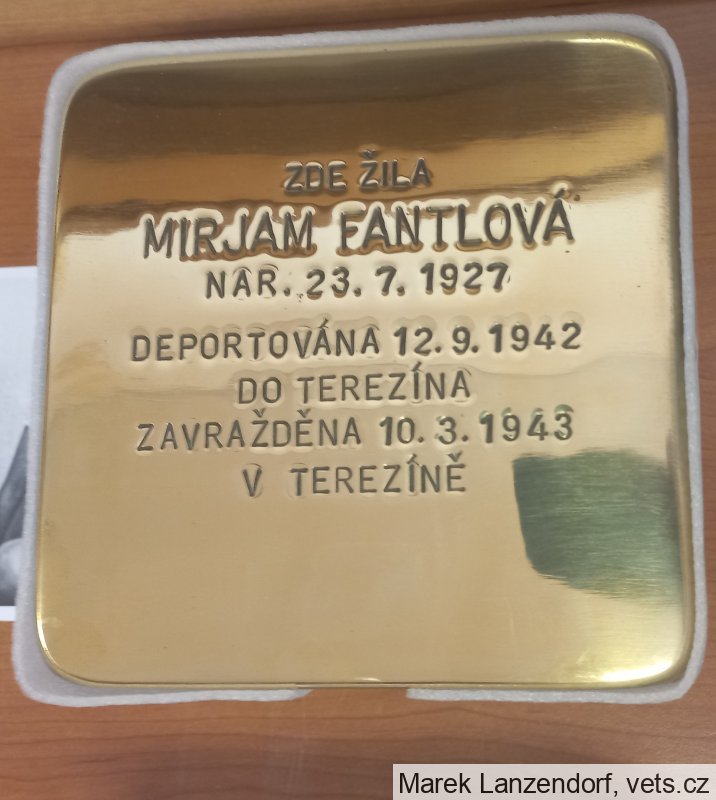 ZDE ŽILA
MIRJAM FANTLOVÁ
NAR. 23. 7. 1927
DEPORTOVÁNA 12. 9. 1942
DO TEREZÍNA
ZAVRAŽDĚNA 10. 3. 1943
V TEREZÍNĚ
Marek Lanzendorf, vets.cz